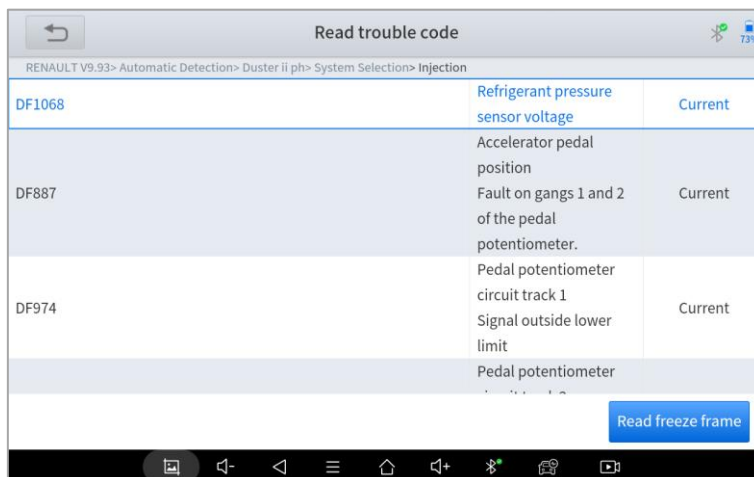 Read trouble code
73%
RENAULT V9.93> Automatic Detection> Duster ii ph> System Selection> Injection
DF1068
Refrigerant pressure
sensor voltage
Current
DF887
Accelerator pedal
position
Fault on gangs 1 and 2
of the pedal
potentiometer.
Current
DF974
Pedal potentiometer
circuit track 1
Signal outside lower
limit
Current
Pedal potentiometer
Read freeze frame